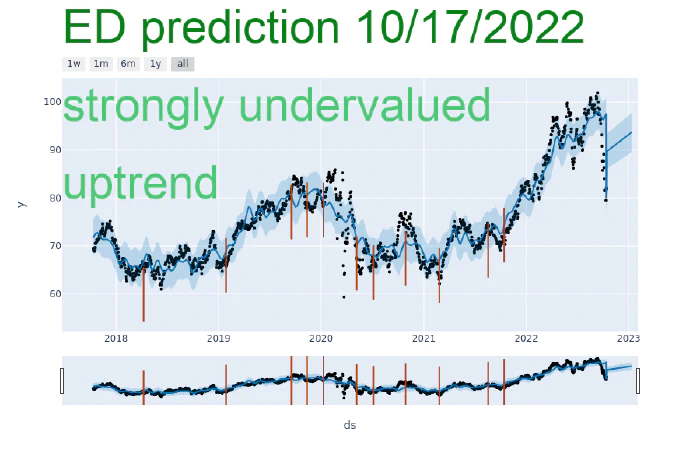 ED prediction 10/17/2022
1w 1m 6m 1y all
strongly undervalued
uptrend
100
90
80
70
60
y
2018 2019 2020 2021 2022 2023
ds